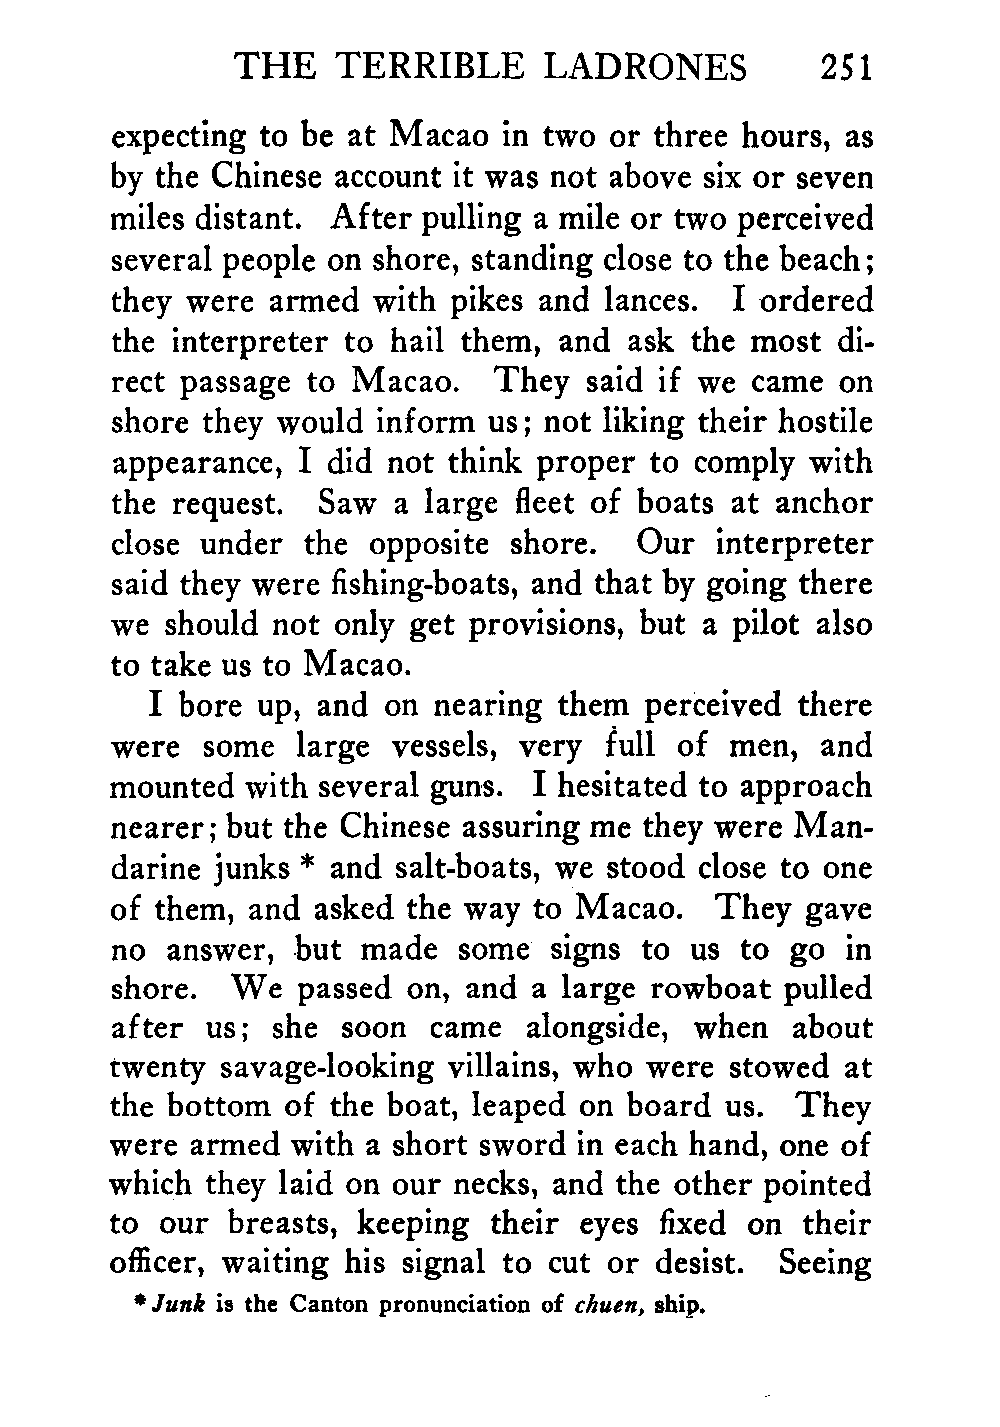 THE TERRIBLE LADRONES 251
expecting to be at Macao in two or three hours, as
by the Chinese account it was not above six or seven
miles distant. After pulling a mile or two perceived
several people on shore, standing close to the beach;
they were armed with pikes and lances. I ordered
the interpreter to hail them, and ask the most di-
rect passage to Macao. They said if we came on
shore they would inform us; not liking their hostile
appearance, I did not think proper to comply with
the request. Saw a large fleet of boats at anchor
close under the opposite shore. Our interpreter
said they were fishing-boats, and that by going there
we should not only get provisions, but a pilot also
to take us to Macao.
I bore up, and on nearing them perceived there
were some large vessels, very full of men, and
mounted with several guns. I hesitated to approach
nearer; but the Chinese assuring me they were Man-
darine junks * and salt-boats, we stood close to one
of them, and asked the way to Macao. They gave
no answer, but made some signs to us to go in
shore. We passed on, and a large rowboat pulled
after us; she soon came alongside, when about
twenty savage-looking villains, who were stowed at
the bottom of the boat, leaped on board us. They
were armed with a short sword in each hand, one of
which they laid on our necks, and the other pointed
to our breasts, keeping their eyes fixed on their
officer, waiting his signal to cut or desist. Seeing
* Junk is the Canton pronunciation of chuen, ship.